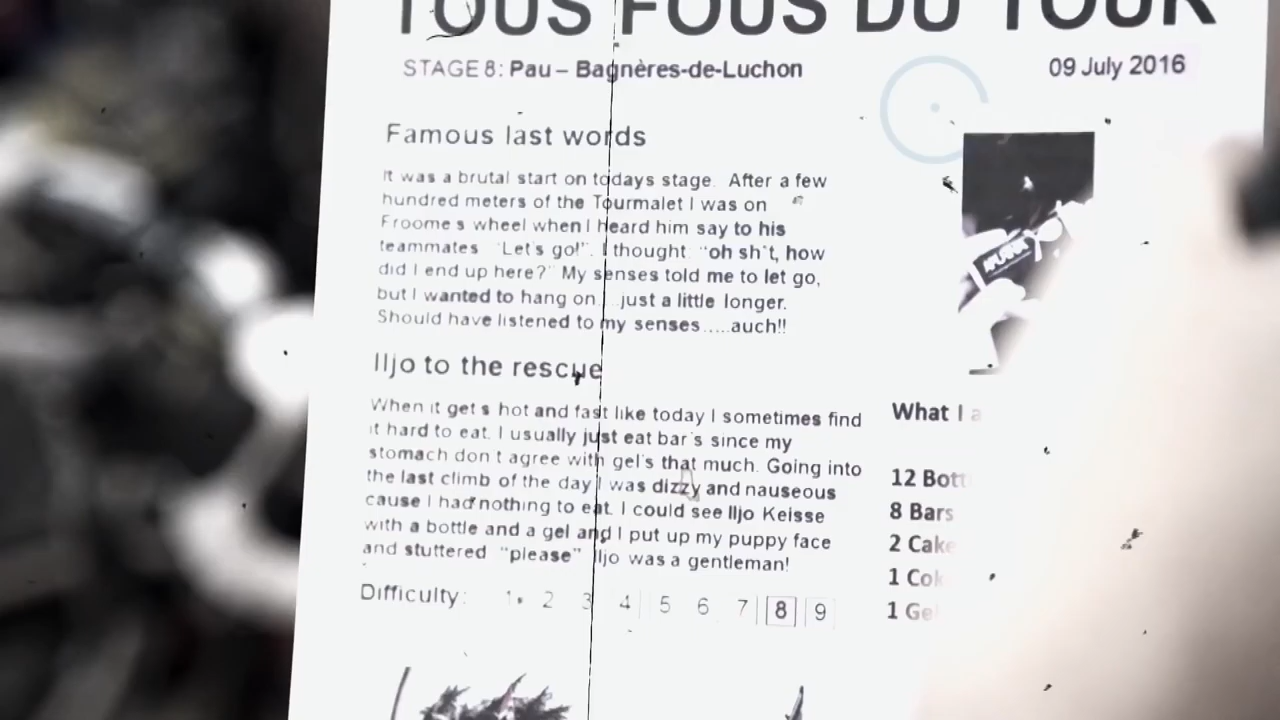 TOUS FOUS DU TOUR
STAGE 8: Pau – Bagnères-de-Luchon
09 July 2016
Famous last words
It was a brutal start on todays stage. After a few
hundred meters of the Tourmalet I was on
Froome s wheel when I heard him say to his
teammates "Let's go!". I thought "oh sh*t, how
did I end up here?" My senses told me to let go,
but I wanted to hang on....just a little longer.
Should have listened to my senses.....auch!!
Iljo to the rescue
When it get s hot and fast like today I sometimes find
it hard to eat. I usually just eat bar's since my
stomach don t agree with gel's that much. Going into
the last climb of the day I was dizzy and nauseous
cause I had nothing to eat. I could see Iljo Keisse
with a bottle and a gel and I put up my puppy face
and stuttered "please" Iljo was a gentleman!
Difficulty: 1 2 3 4 5 6 7 8 9
What I
12
8 Bars
2
1
1